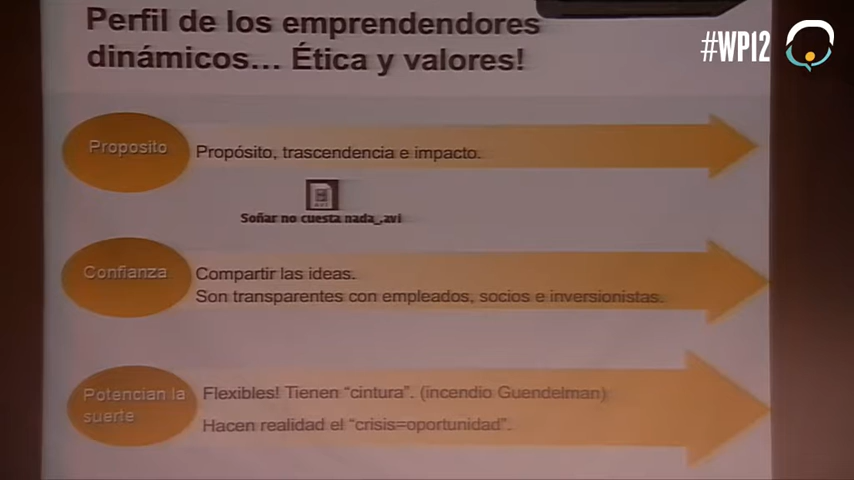 Perfil de los emprendendores
dinámicos... Ética y valores!
#WP12
Proposito
Propósito, trascendencia e impacto.
Soñar no cuesta nada_.avi
Confianza
Compartir las ideas.
Son transparentes con empleados, socios e inversionistas.
Potencian la
suerte
Flexibles! Tienen "cintura". (incendio Guendelman)
Hacen realidad el "crisis=oportunidad".